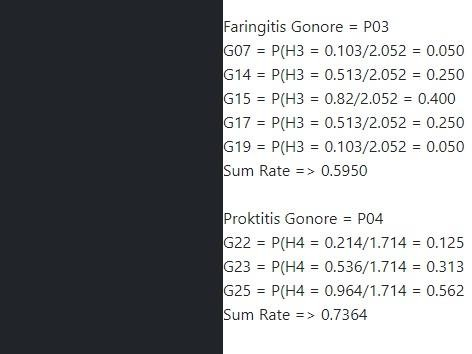 Faringitis Gonore = P03
G07 = P(H3 = 0.103/2.052 = 0.050
G14 = P(H3 = 0.513/2.052 = 0.250
G15 = P(H3 = 0.82/2.052 = 0.400
G17 = P(H3 = 0.513/2.052 = 0.250
G19 = P(H3 = 0.103/2.052 = 0.050
Sum Rate => 0.5950
Proktitis Gonore = P04
G22 = P(H4 = 0.214/1.714 = 0.125
G23 = P(H4 = 0.536/1.714 = 0.313
G25 = P(H4 = 0.964/1.714 = 0.562
Sum Rate => 0.7364